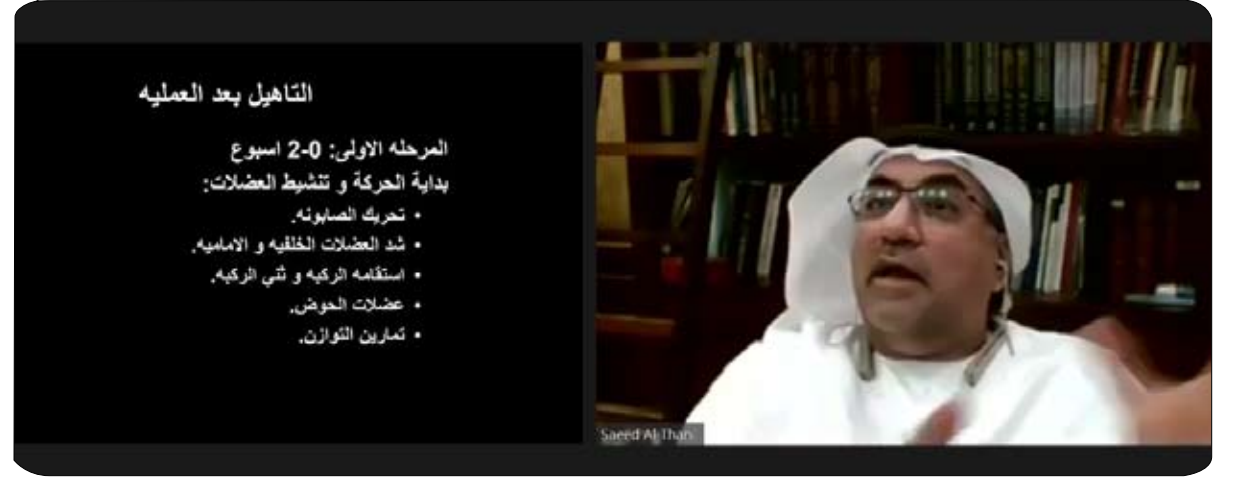 التاهيل بعد العمليه
المرحله الاولى: 0-2 اسبوع
بداية الحركة و تنشيط العضلات:
• تحريك الصابونه.
• شد العضلات الخلفيه و الاماميه.
• استقامه الركبه و ثني الركبه.
• عضلات الحوض.
• تمارين التوازن.
Saeed Al Than